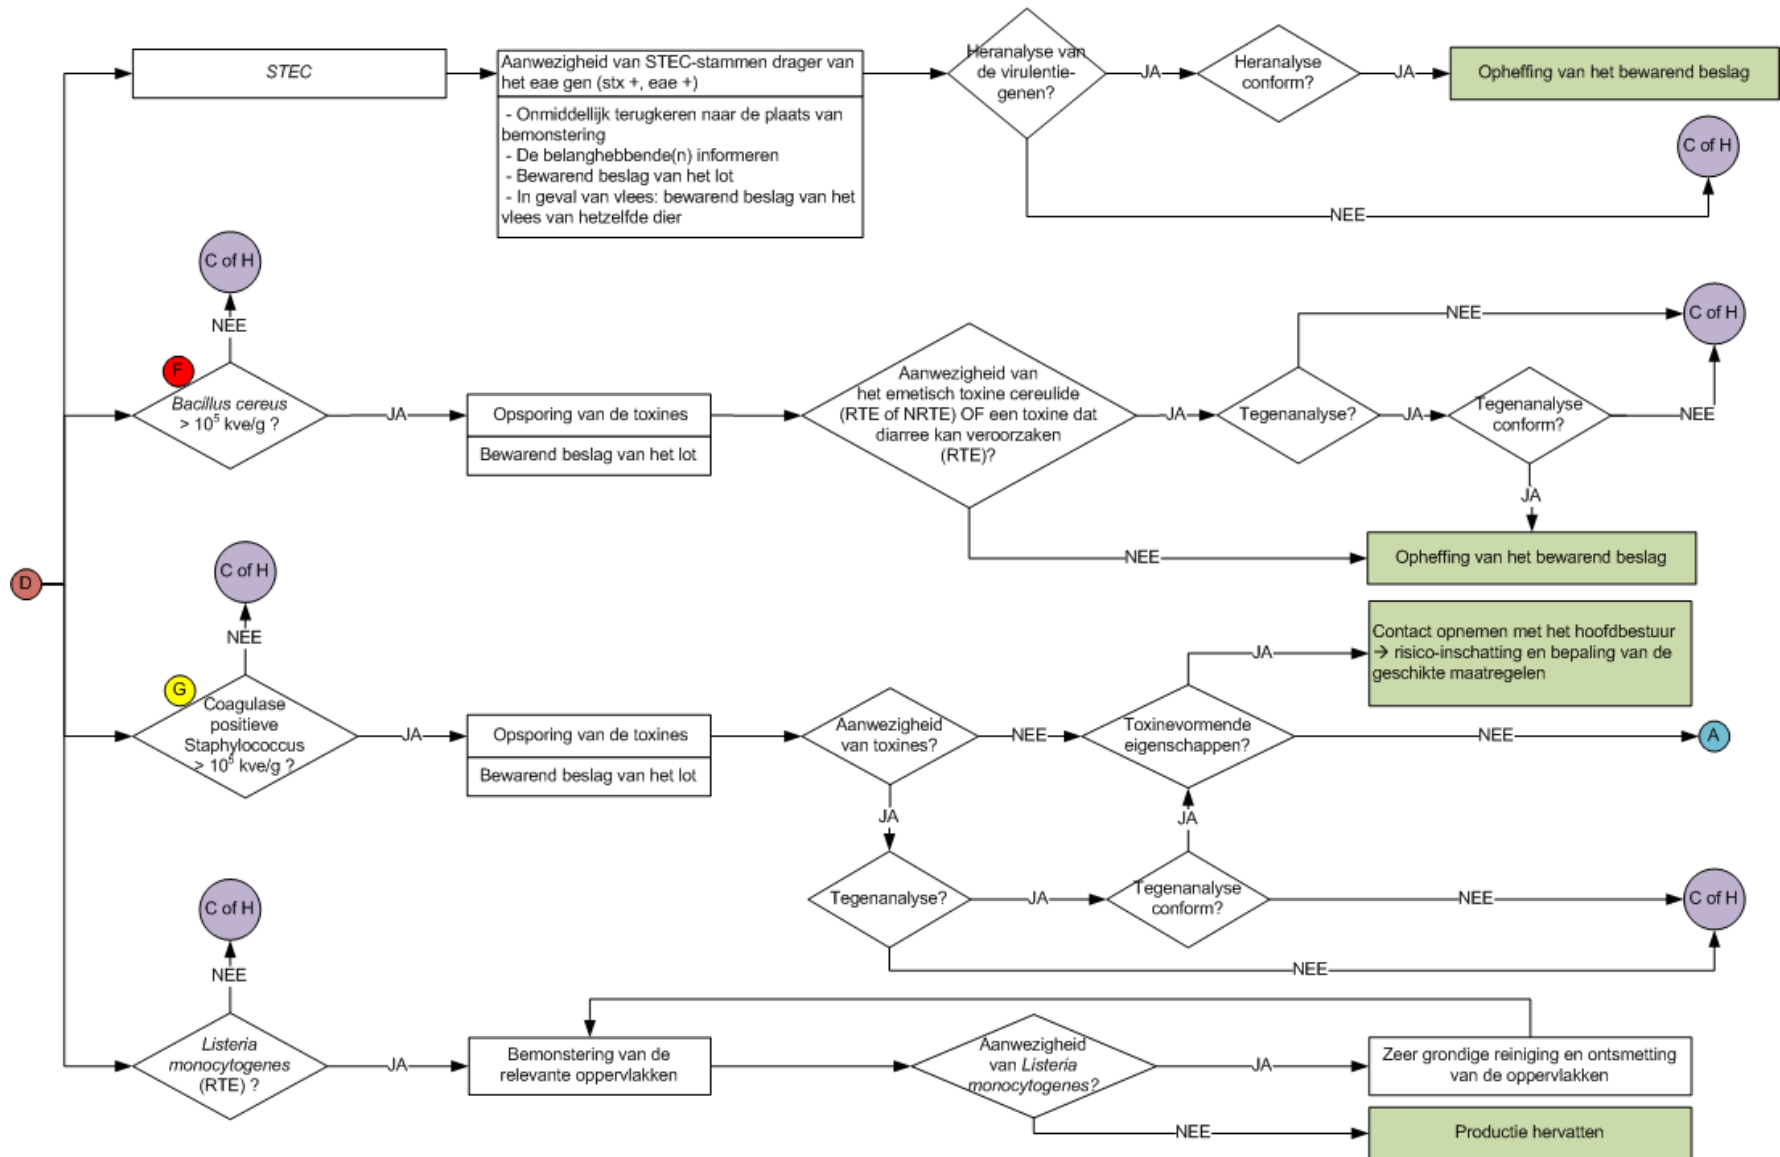 STEC
Aanwezigheid van STEC-stammen drager van
het eae gen (stx +, eae +)
- Onmiddellijk terugkeren naar de plaats van
bemonstering
- De belanghebbende(n) informeren
- Bewarend beslag van het lot
- In geval van vlees: bewarend beslag van het
vlees van hetzelfde dier
Heranalyse van
de virulentie-
genen?
JA
Heranalyse
conform?
JA
Opheffing van het bewarend beslag
NEE
C of H
C of H
NEE
F
Bacillus cereus
> 10⁵ kve/g ?
JA
Opsporing van de toxines
Bewarend beslag van het lot
Aanwezigheid van
het emetisch toxine cereulide
(RTE of NRTE) OF een toxine dat
diarree kan veroorzaken
(RTE)?
JA
Tegenanalyse?
NEE
C of H
JA
Tegenanalyse
conform?
NEE
JA
NEE
Opheffing van het bewarend beslag
D
C of H
NEE
G
Coagulase
positieve
Staphylococcus
> 10⁵ kve/g ?
JA
Opsporing van de toxines
Bewarend beslag van het lot
Aanwezigheid
van toxines?
NEE
Toxinevormende
eigenschappen?
JA
Contact opnemen met het hoofdbestuur
→ risico-inschatting en bepaling van de
geschikte maatregelen
NEE
A
JA
Tegenanalyse?
JA
Tegenanalyse
conform?
JA
NEE
C of H
NEE
C of H
NEE
Listeria
monocytogenes
(RTE) ?
JA
Bemonstering van de
relevante oppervlakken
Aanwezigheid
van Listeria
monocytogenes?
JA
Zeer grondige reiniging en ontsmetting
van de oppervlakken
NEE
Productie hervatten